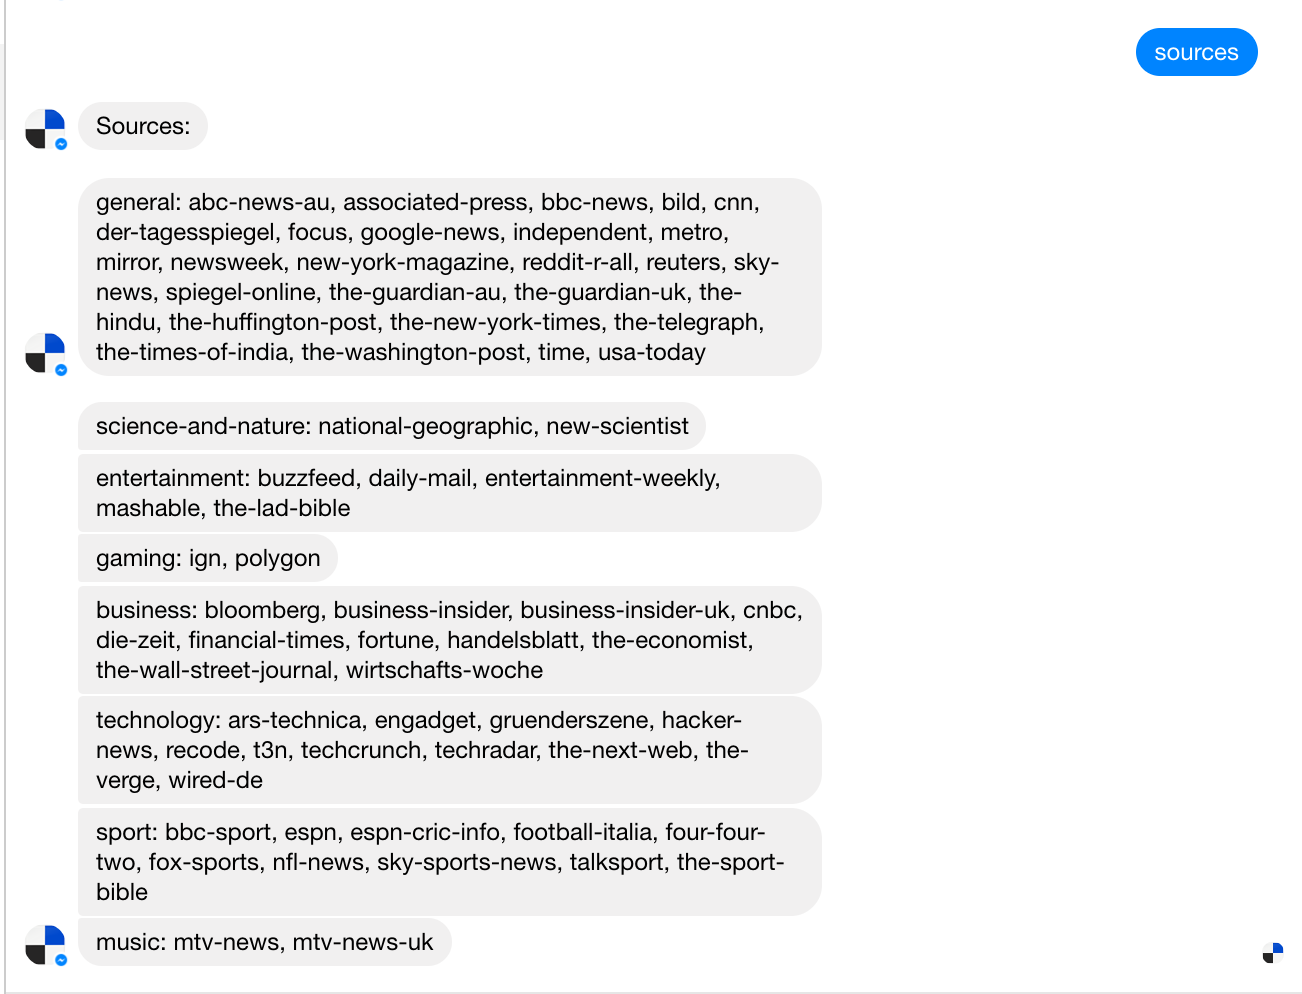 sources
Sources:
general: abc-news-au, associated-press, bbc-news, bild, cnn,
der-tagesspiegel, focus, google-news, independent, metro,
mirror, newsweek, new-york-magazine, reddit-r-all, reuters, sky-
news, spiegel-online, the-guardian-au, the-guardian-uk, the-
hindu, the-huffington-post, the-new-york-times, the-telegraph,
the-times-of-india, the-washington-post, time, usa-today
science-and-nature: national-geographic, new-scientist
entertainment: buzzfeed, daily-mail, entertainment-weekly,
mashable, the-lad-bible
gaming: ign, polygon
business: bloomberg, business-insider, business-insider-uk, cnbc,
die-zeit, financial-times, fortune, handelsblatt, the-economist,
the-wall-street-journal, wirtschafts-woche
technology: ars-technica, engadget, gruenderszene, hacker-
news, recode, t3n, techcrunch, techradar, the-next-web, the-
verge, wired-de
sport: bbc-sport, espn, espn-cric-info, football-italia, four-four-
two, fox-sports, nfl-news, sky-sports-news, talksport, the-sport-
bible
music: mtv-news, mtv-news-uk